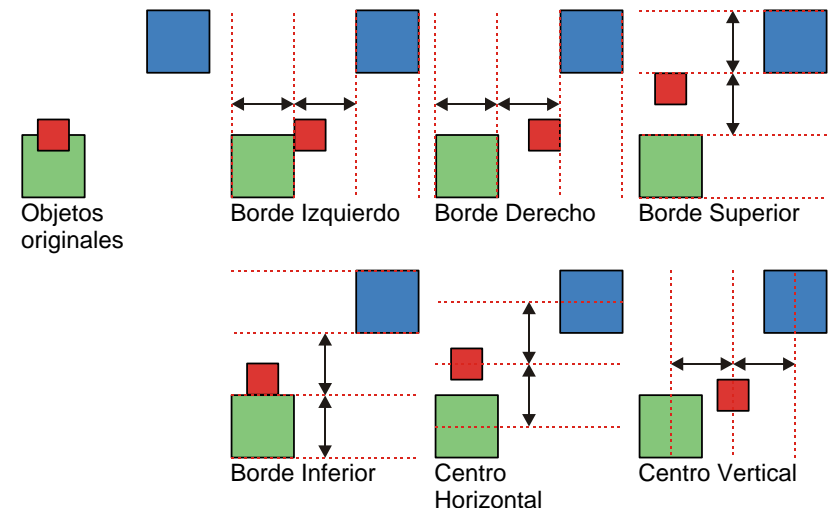 Objetos
originales
Borde Izquierdo
Borde Derecho
Borde Superior
Borde Inferior
Centro
Horizontal
Centro Vertical